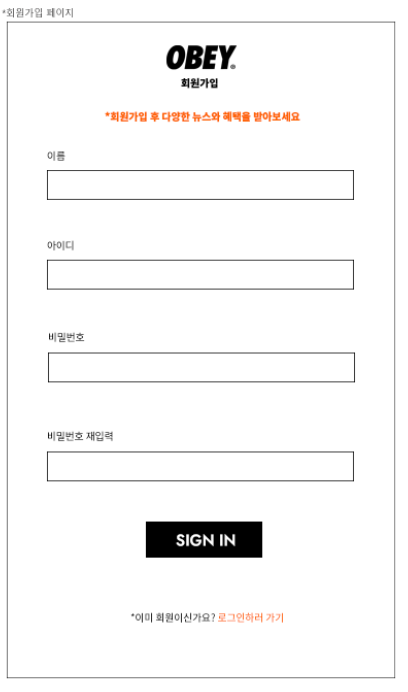 *회원가입 페이지
OBEY.
회원가입
*회원가입 후 다양한 뉴스와 혜택을 받아보세요
이름
아이디
비밀번호
비밀번호 재입력
SIGN IN
*이미 회원이신가요? 로그인하러 가기